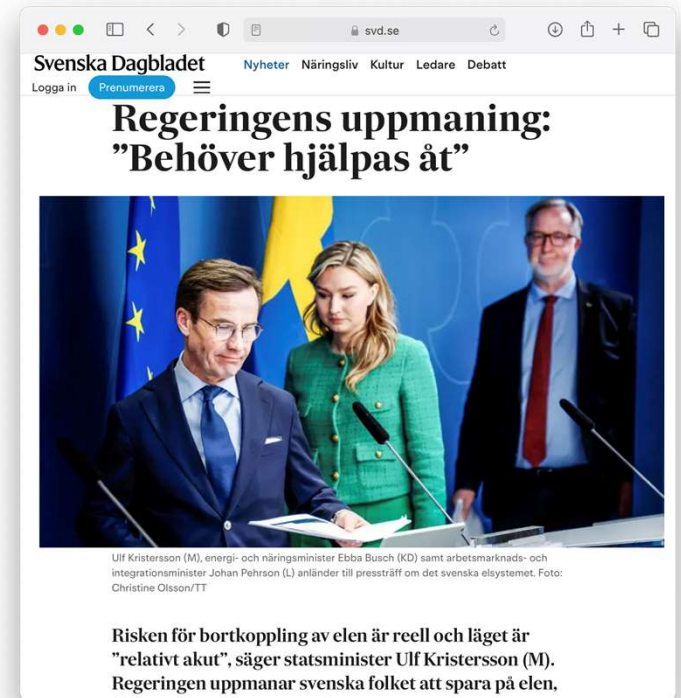 svd.se
Svenska Dagbladet
Nyheter Näringsliv Kultur Ledare Debatt
Logga in Prenumerera
Regeringens uppmaning:
”Behöver hjälpas åt”
Ulf Kristersson (M), energi- och näringsminister Ebba Busch (KD) samt arbetsmarknads- och
integrationsminister Johan Pehrson (L) anländer till pressträff om det svenska elsystemet. Foto:
Christine Olsson/TT
Risken för bortkoppling av elen är reell och läget är
”relativt akut”, säger statsminister Ulf Kristersson (M).
Regeringen uppmanar svenska folket att spara på elen,